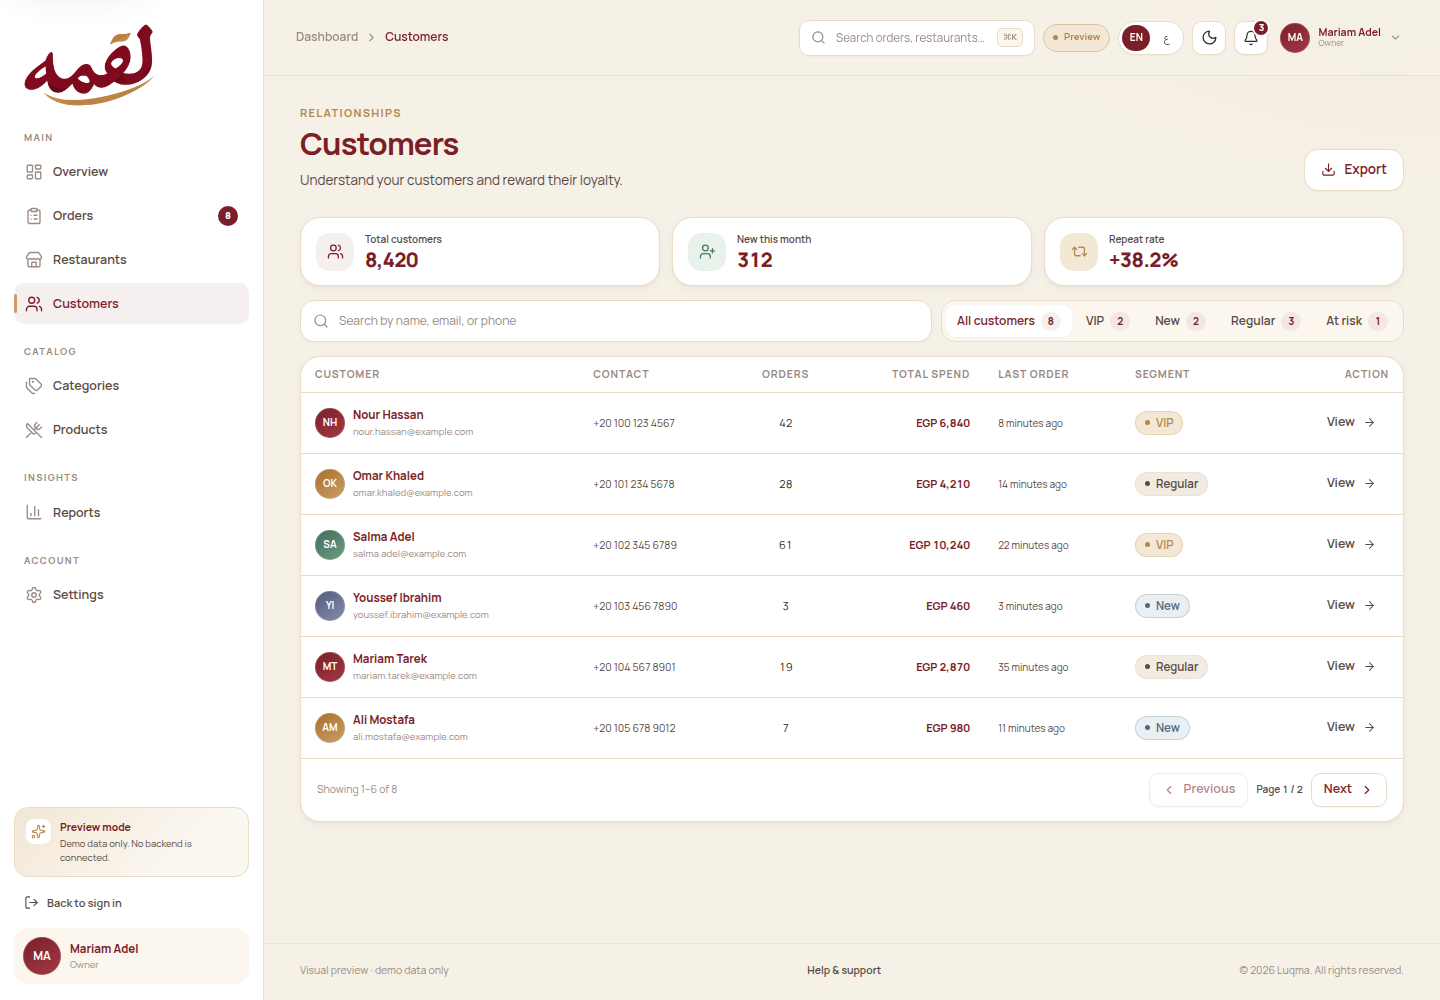 لقمه
MAIN
Overview
Orders 8
Restaurants
Customers
CATALOG
Categories
Products
INSIGHTS
Reports
ACCOUNT
Settings
Preview mode
Demo data only. No backend is
connected.
Back to sign in
MA Mariam Adel
Owner
Dashboard > Customers
Search orders, restaurants... ⌘K
Preview
EN ع
3
MA Mariam Adel
Owner
RELATIONSHIPS
Customers
Understand your customers and reward their loyalty.
Export
Total customers
8,420
New this month
312
Repeat rate
+38.2%
Search by name, email, or phone
All customers 8 VIP 2 New 2 Regular 3 At risk 1
CUSTOMER CONTACT ORDERS TOTAL SPEND LAST ORDER SEGMENT ACTION
NH Nour Hassan +20 100 123 4567 42 EGP 6,840 8 minutes ago VIP View →
nour.hassan@example.com
OK Omar Khaled +20 101 234 5678 28 EGP 4,210 14 minutes ago Regular View →
omar.khaled@example.com
SA Salma Adel +20 102 345 6789 61 EGP 10,240 22 minutes ago VIP View →
salma.adel@example.com
YI Youssef Ibrahim +20 103 456 7890 3 EGP 460 3 minutes ago New View →
youssef.ibrahim@example.com
MT Mariam Tarek +20 104 567 8901 19 EGP 2,870 35 minutes ago Regular View →
mariam.tarek@example.com
AM Ali Mostafa +20 105 678 9012 7 EGP 980 11 minutes ago New View →
ali.mostafa@example.com
Showing 1–6 of 8
Previous Page 1 / 2 Next
Visual preview · demo data only
Help & support
© 2026 Luqma. All rights reserved.